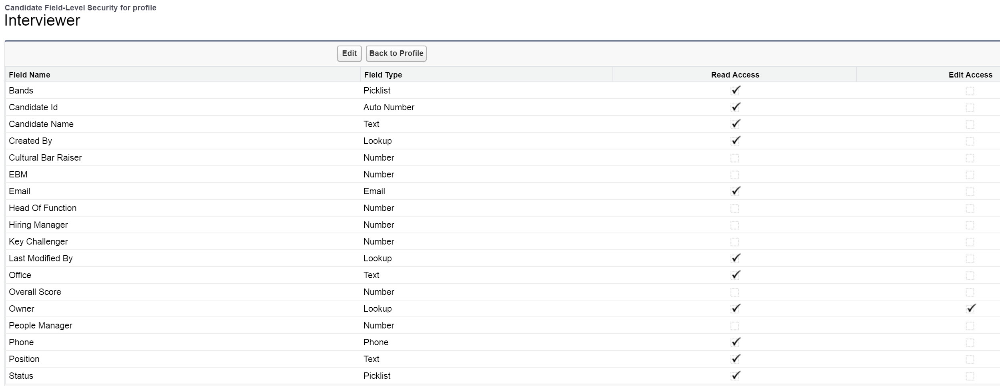 Candidate Field-Level Security for profile
Interviewer
Edit Back to Profile
Field Name Field Type Read Access Edit Access
Bands Picklist
Candidate Id Auto Number
Candidate Name Text
Created By Lookup
Cultural Bar Raiser Number
EBM Number
Email Email
Head Of Function Number
Hiring Manager Number
Key Challenger Number
Last Modified By Lookup
Office Text
Overall Score Number
Owner Lookup
People Manager Number
Phone Phone
Position Text
Status Picklist